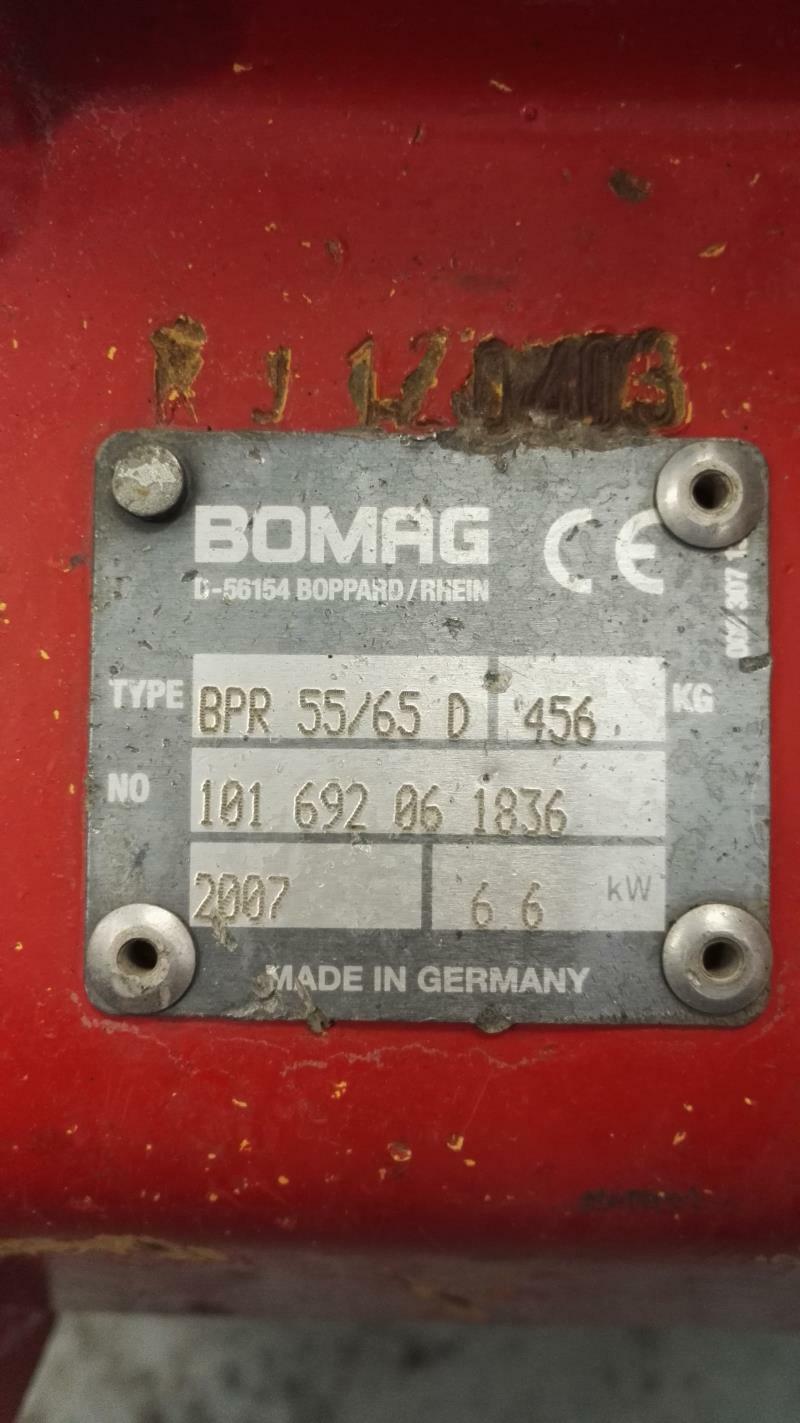 BOMAG CE
D-56154 BOPPARD/RHEIN
TYPE BPR 55/65 D 456 KG
NO 101 692 06 1836
2007 6 6 kW
MADE IN GERMANY